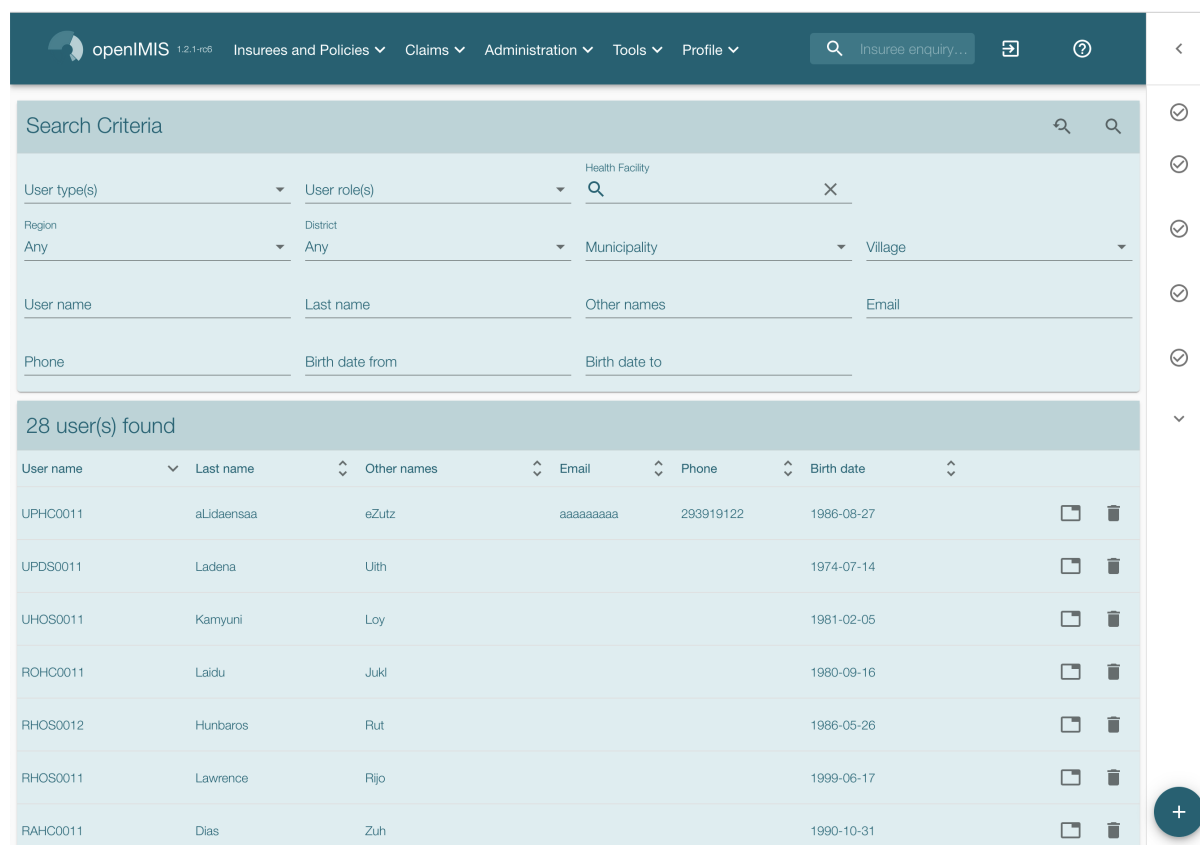 openIMIS 1.2.1-rc6 Insurees and Policies Claims Administration Tools Profile Insuree enquiry...
Search Criteria
Health Facility
User type(s) User role(s)
Region District
Any Any Municipality Village
User name Last name Other names Email
Phone Birth date from Birth date to
28 user(s) found
User name Last name Other names Email Phone Birth date
UPHC0011 aLidaensaa eZutz aaaaaaaaa 293919122 1986-08-27
UPDS0011 Ladena Uith 1974-07-14
UHOS0011 Kamyuni Loy 1981-02-05
ROHC0011 Laidu Jukl 1980-09-16
RHOS0012 Hunbaros Rut 1986-05-26
RHOS0011 Lawrence Rijo 1999-06-17
RAHC0011 Dias Zuh 1990-10-31